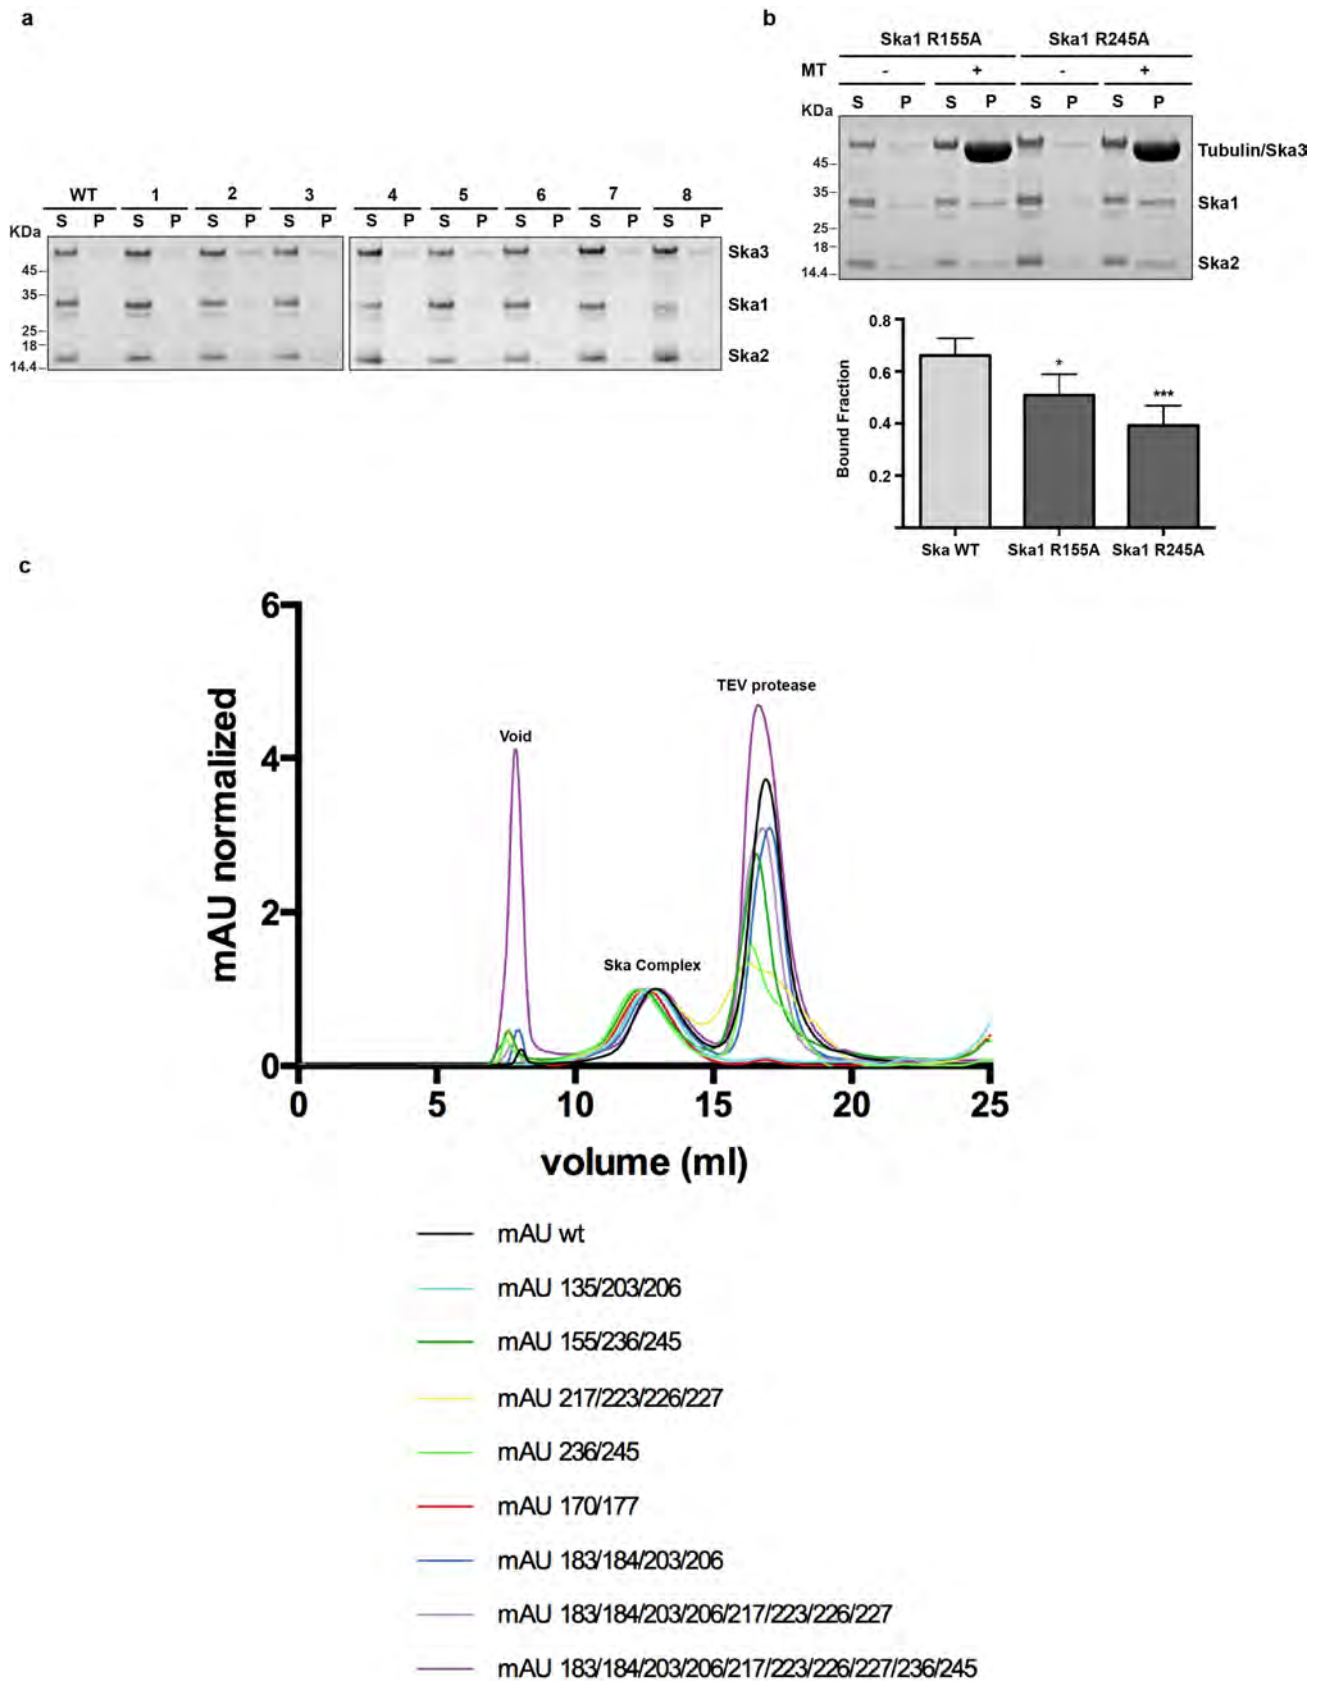 a
WT 1 2 3 4 5 6 7 8
S P S P S P S P S P S P S P S P S P
KDa
45
35
25
18
14.4
Ska3
Ska1
Ska2
b
Ska1 R155A Ska1 R245A
MT - + - +
KDa S P S P S P S P
45
35
25
18
14.4
Tubulin/Ska3
Ska1
Ska2
Bound Fraction
0.8
0.6
0.4
0.2
* ***
Ska WT Ska1 R155A Ska1 R245A
c
mAU normalized
6
4
2
0
Void
Ska Complex
TEV protease
0 5 10 15 20 25
volume (ml)
mAU wt
mAU 135/203/206
mAU 155/236/245
mAU 217/223/226/227
mAU 236/245
mAU 170/177
mAU 183/184/203/206
mAU 183/184/203/206/217/223/226/227
mAU 183/184/203/206/217/223/226/227/236/245